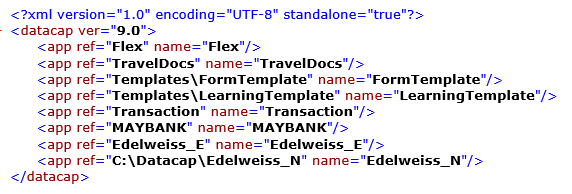 <?xml version="1.0" encoding="UTF-8" standalone="true"?>
- <datacap ver="9.0">
<app ref="Flex" name="Flex"/>
<app ref="TravelDocs" name="TravelDocs"/>
<app ref="Templates\FormTemplate" name="FormTemplate"/>
<app ref="Templates\LearningTemplate" name="LearningTemplate"/>
<app ref="Transaction" name="Transaction"/>
<app ref="MAYBANK" name="MAYBANK"/>
<app ref="Edelweiss_E" name="Edelweiss_E"/>
<app ref="C:\Datacap\Edelweiss_N" name="Edelweiss_N"/>
</datacap>